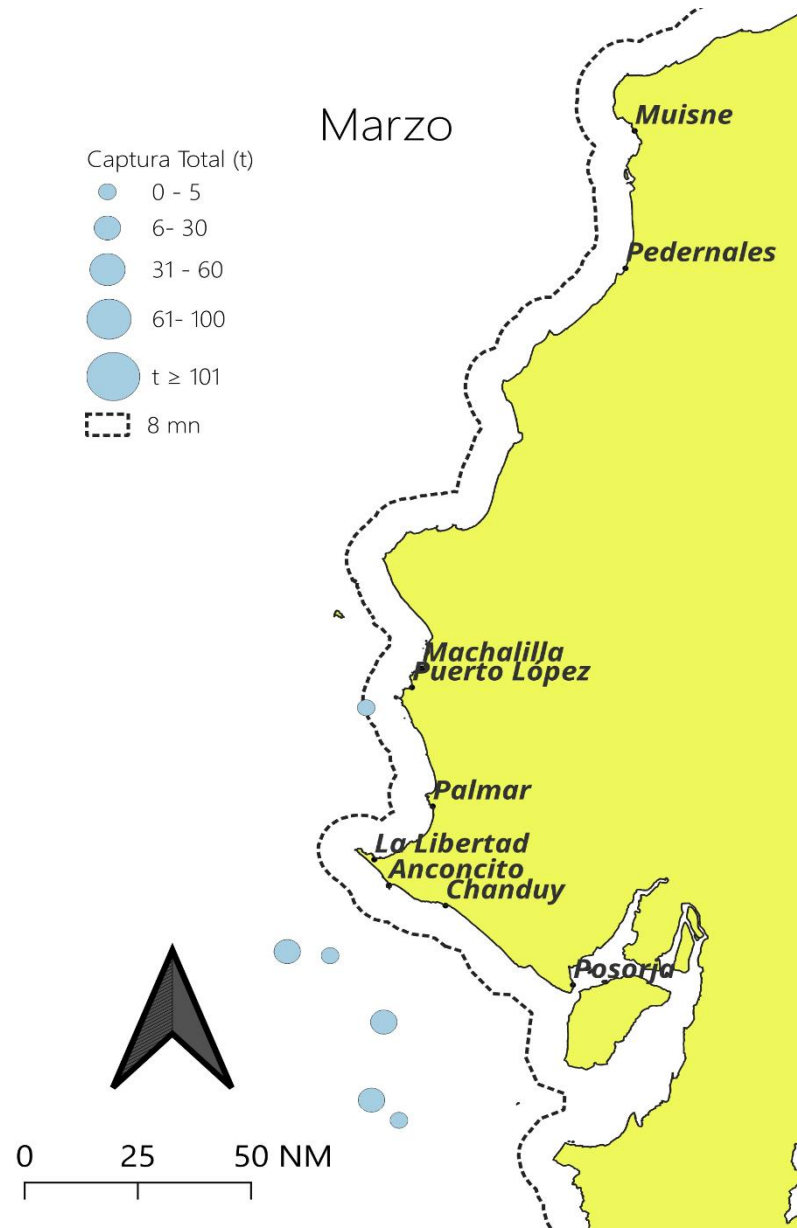 Marzo
Captura Total (t)
0 - 5
6- 30
31 - 60
61- 100
t ≥ 101
8 mn
Muisne
Pedernales
Machalilla
Puerto López
Palmar
La Libertad
Anconcito
Chanduy
Posorja
0 25 50 NM